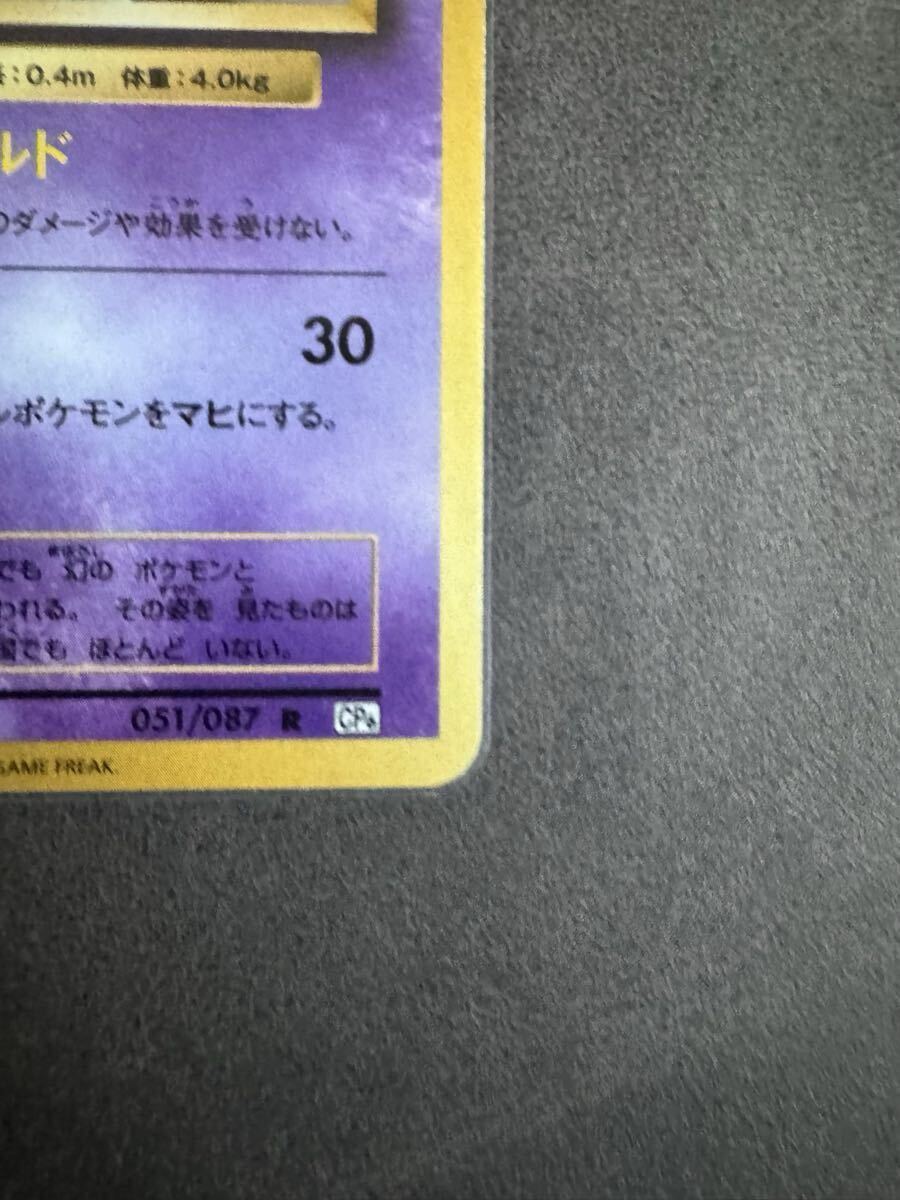 :0.4m 体重:4.0kg
ルド
のダメージや効果を受けない。
30
ポケモンをマヒにする。
でも 幻の ポケモンと
われる。 その姿を 見たものは
でも ほとんど いない。
051/087 R CP6
GAME FREAK.